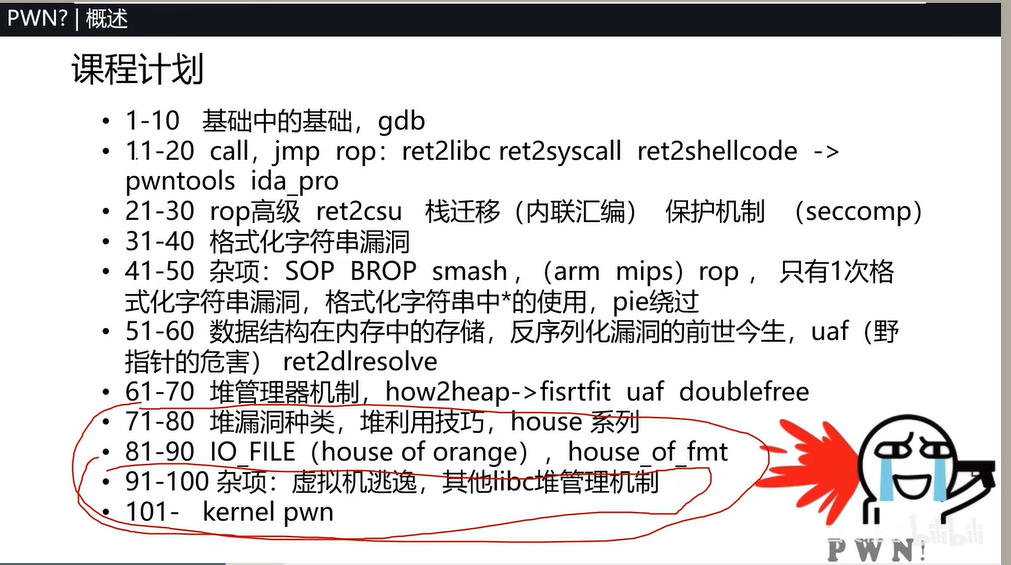 PWN? | 概述
课程计划
• 1-10 基础中的基础，gdb
• 11-20 call，jmp rop：ret2libc ret2syscall ret2shellcode ->
pwntools ida_pro
• 21-30 rop高级 ret2csu 栈迁移（内联汇编） 保护机制 （seccomp）
• 31-40 格式化字符串漏洞
• 41-50 杂项：SOP BROP smash，（arm mips）rop， 只有1次格
式化字符串漏洞，格式化字符串中*的使用，pie绕过
• 51-60 数据结构在内存中的存储，反序列化漏洞的前世今生，uaf（野
指针的危害） ret2dlresolve
• 61-70 堆管理器机制，how2heap->fisrtfit uaf doublefree
• 71-80 堆漏洞种类，堆利用技巧，house 系列
• 81-90 IO_FILE（house of orange），house_of_fmt
• 91-100 杂项：虚拟机逃逸，其他libc堆管理机制
• 101- kernel pwn
bilibili
PWN!